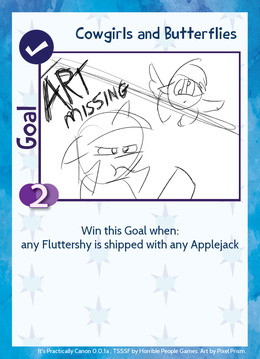 Cowgirls and Butterflies
ART
MISSING
Goal
2
Win this Goal when:
any Fluttershy is shipped with any Applejack
It's Practically Canon 0.0.1a ; TSSSF by Horrible People Games. Art by Pixel Prism.